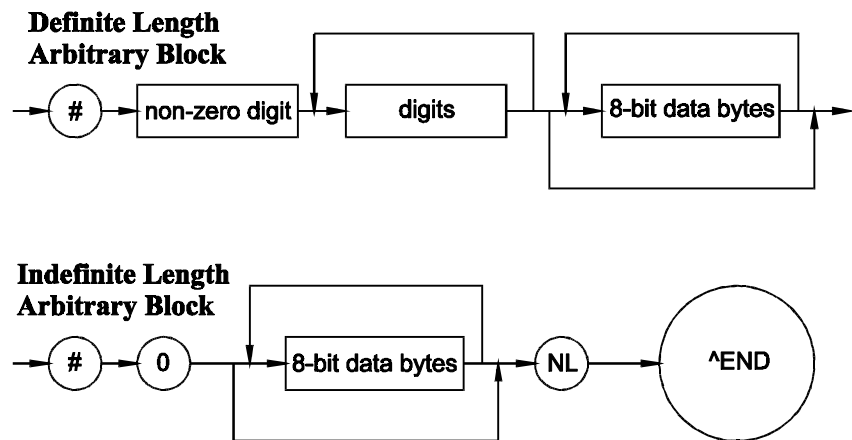 Definite Length
Arbitrary Block
# non-zero digit digits 8-bit data bytes
Indefinite Length
Arbitrary Block
# 0 8-bit data bytes NL ^END